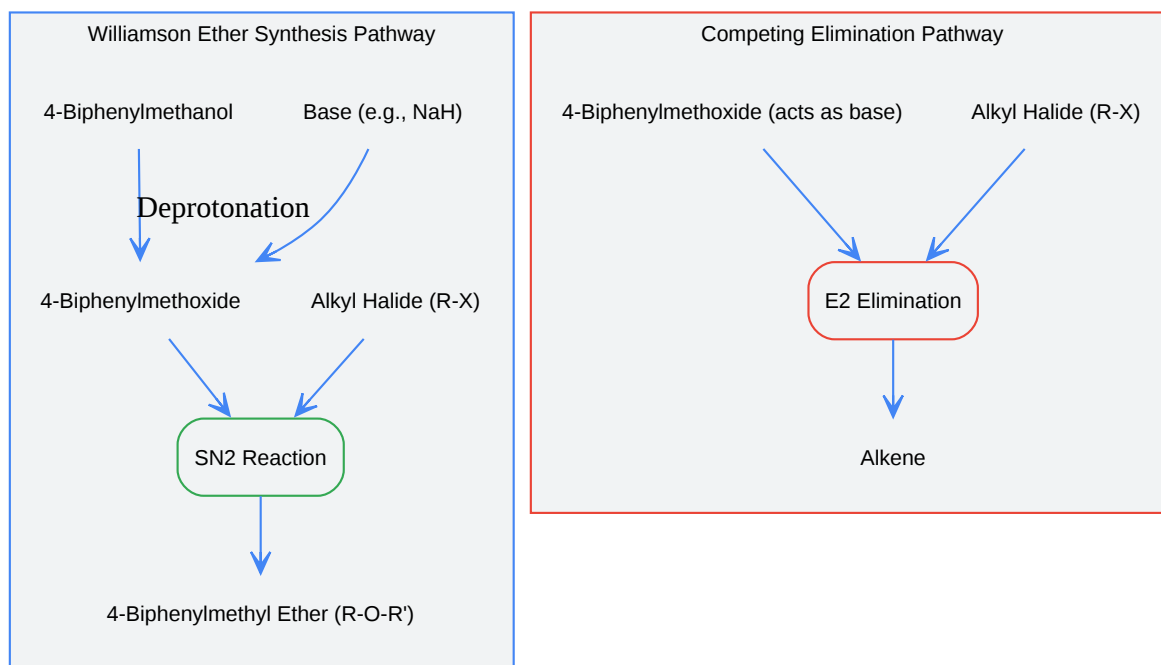 Williamson Ether Synthesis Pathway
4-Biphenylmethanol
Base (e.g., NaH)
Deprotonation
4-Biphenylmethoxide
Alkyl Halide (R-X)
SN2 Reaction
4-Biphenylmethyl Ether (R-O-R')
Competing Elimination Pathway
4-Biphenylmethoxide (acts as base)
Alkyl Halide (R-X)
E2 Elimination
Alkene